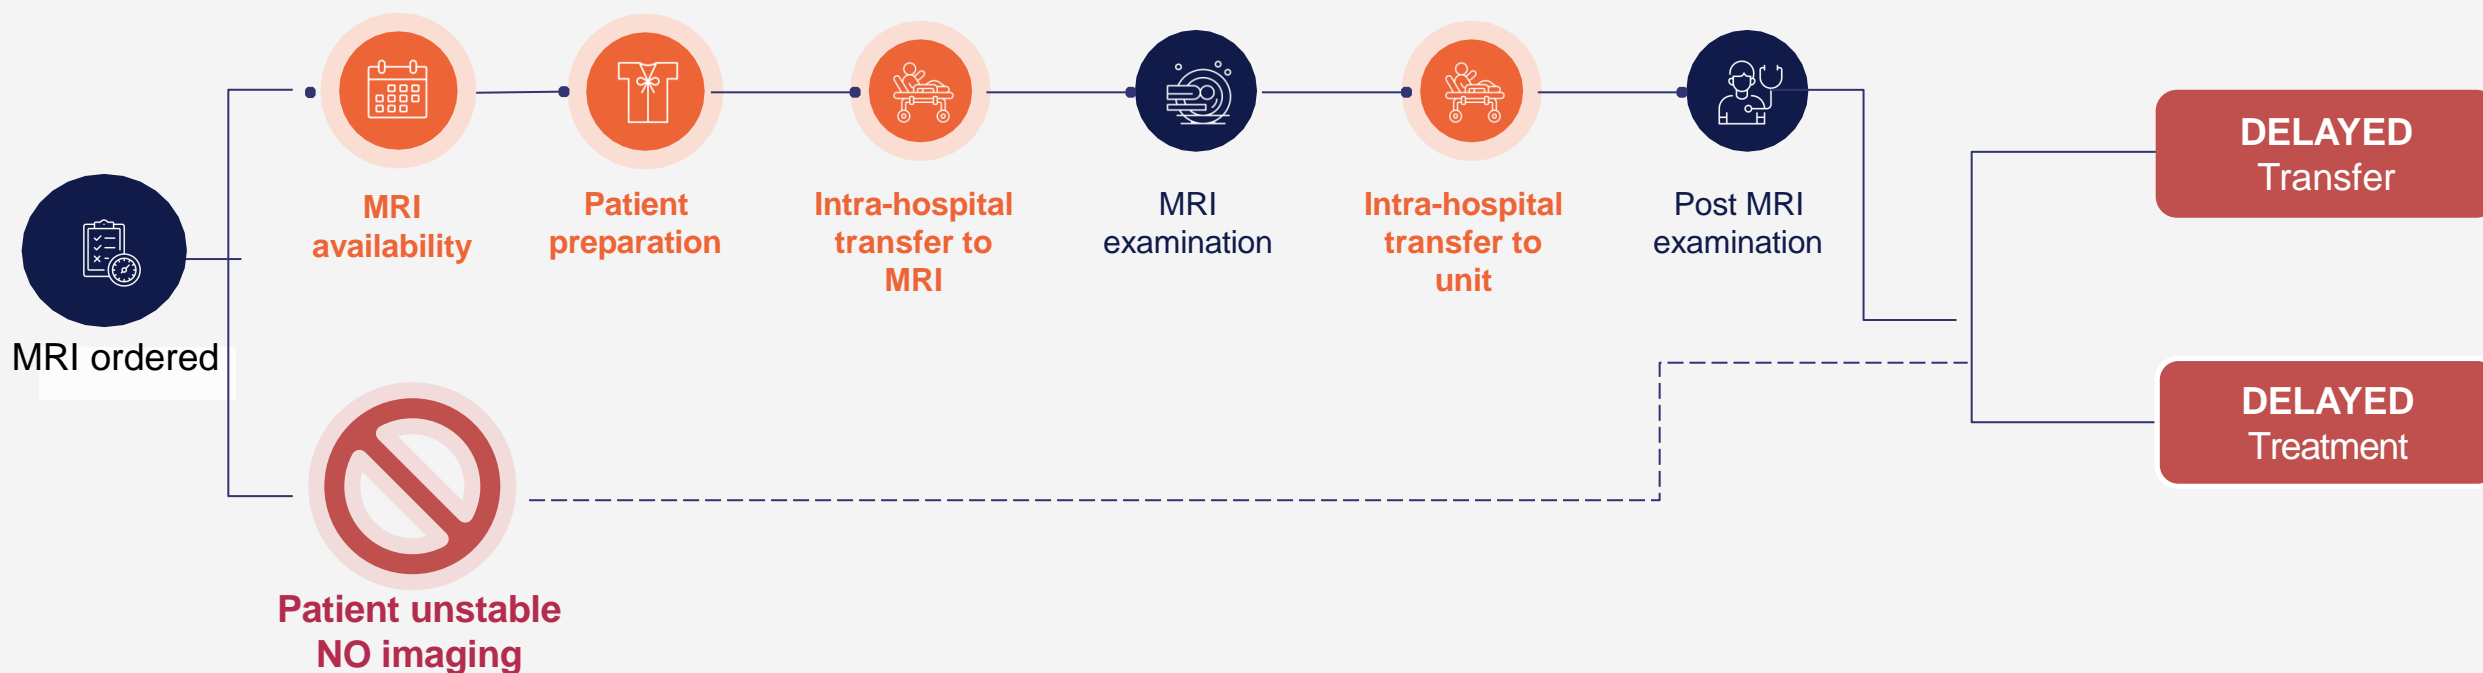 MRI ordered
MRI
availability
Patient
preparation
Intra-hospital
transfer to
MRI
MRI
examination
Intra-hospital
transfer to
unit
Post MRI
examination
Patient unstable
NO imaging
DELAYED
Transfer
DELAYED
Treatment